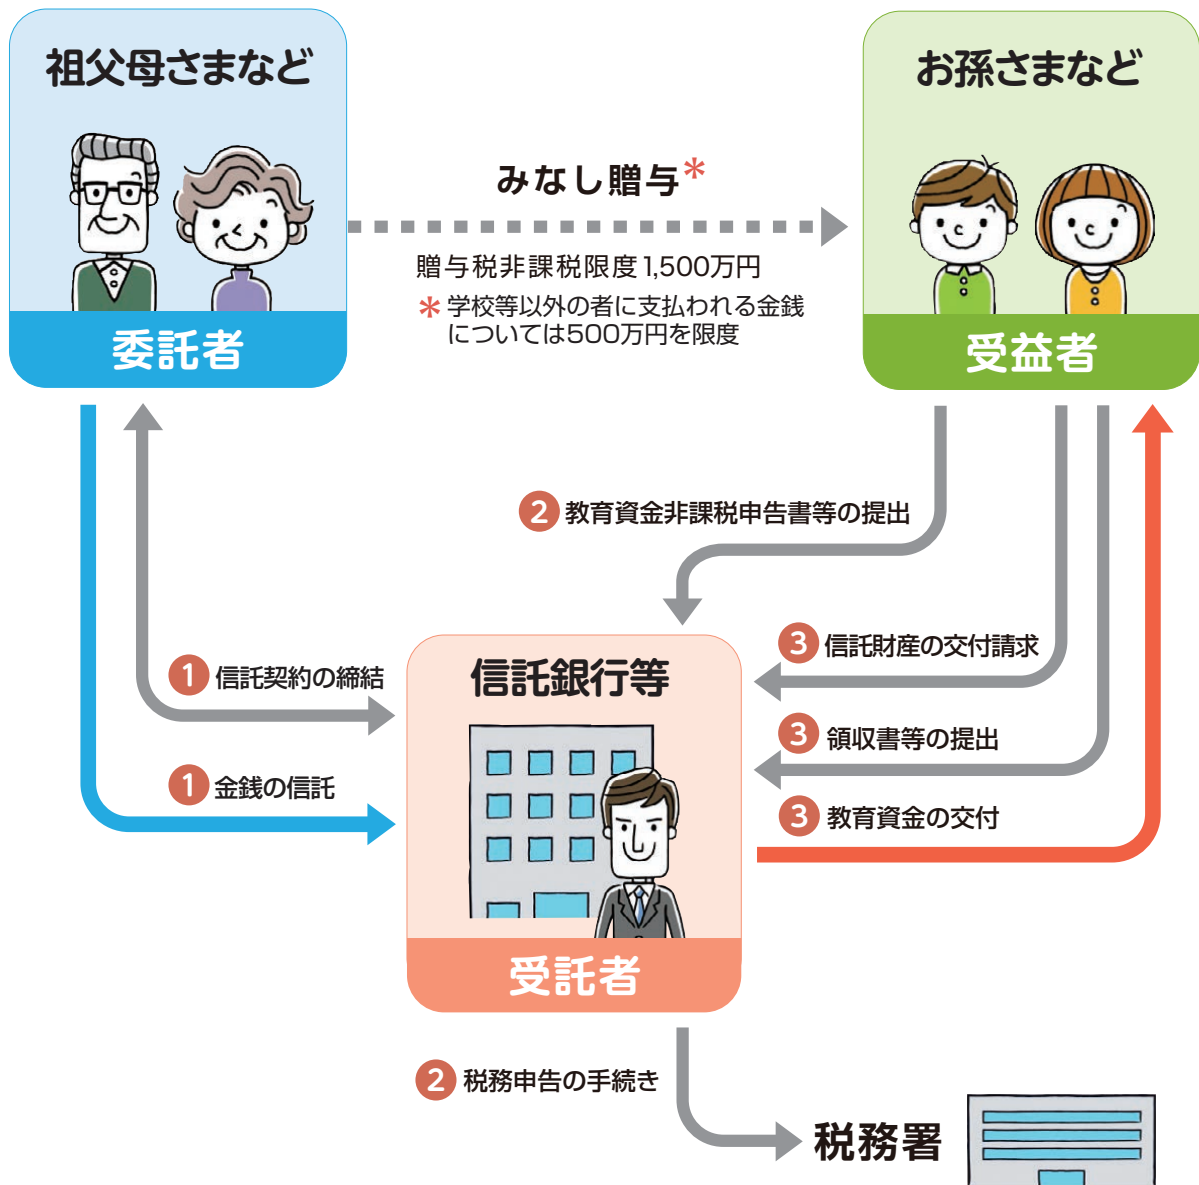 祖父母さまなど
委託者
みなし贈与*
贈与税非課税限度1,500万円
* 学校等以外の者に支払われる金銭
については500万円を限度
お孫さまなど
受益者
2 教育資金非課税申告書等の提出
1 信託契約の締結
1 金銭の信託
信託銀行等
受託者
3 信託財産の交付請求
3 領収書等の提出
3 教育資金の交付
2 税務申告の手続き
税務署